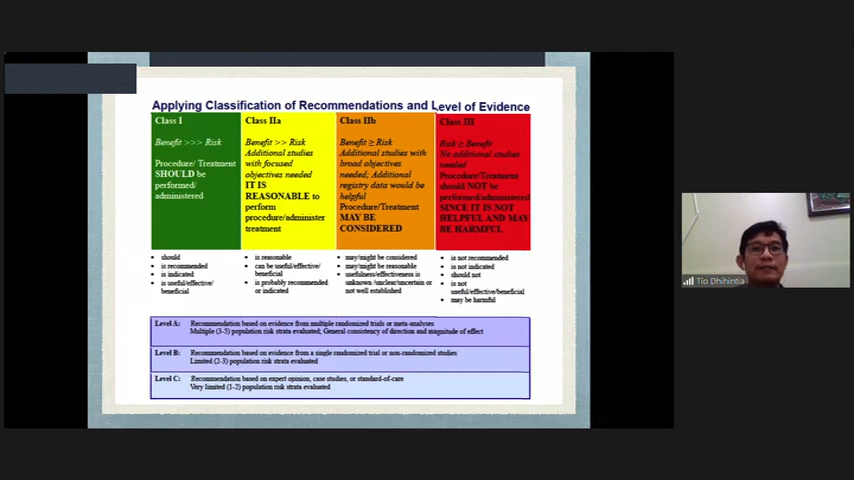 Applying Classification of Recommendations and Level of Evidence
Class I
Benefit >>> Risk
Procedure/ Treatment
SHOULD be
performed/
administered
Class IIa
Benefit >> Risk
Additional studies
with focused
objectives needed
IT IS
REASONABLE to
perform
procedure/administer
treatment
Class IIb
Benefit ≥ Risk
Additional studies with
broad objectives
needed; Additional
registry data would be
helpful
Procedure/Treatment
MAY BE
CONSIDERED
Class III
Risk ≥ Benefit
No additional studies
needed
Procedure/Treatment
should NOT be
performed/administered
SINCE IT IS NOT
HELPFUL AND MAY
BE HARMFUL
• should
• is recommended
• is indicated
• is useful/effective/
beneficial
• is reasonable
• can be useful/effective/
beneficial
• is probably recommended
or indicated
• may/might be considered
• may/might be reasonable
• usefulness/effectiveness is
unknown /unclear/uncertain or
not well established
• is not recommended
• is not indicated
• should not
• is not
useful/effective/beneficial
• may be harmful
Level A: Recommendation based on evidence from multiple randomized trials or meta-analyses
Multiple (3-5) population risk strata evaluated; General consistency of direction and magnitude of effect
Level B: Recommendation based on evidence from a single randomized trial or non-randomized studies
Limited (2-3) population risk strata evaluated
Level C: Recommendation based on expert opinion, case studies, or standard-of-care
Very limited (1-2) population risk strata evaluated
Tio Dhihintia